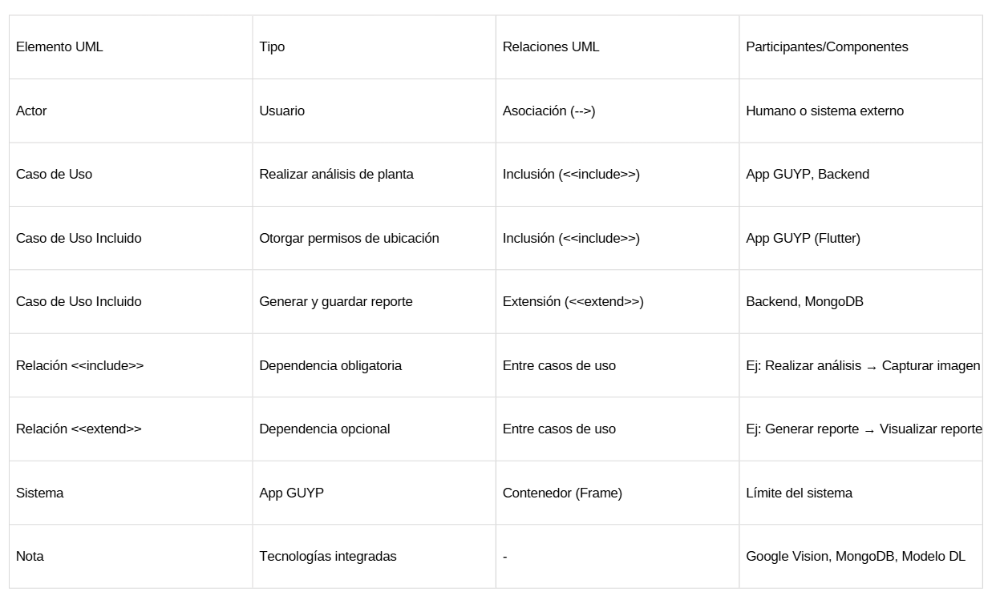 Elemento UML Tipo Relaciones UML Participantes/Componentes
Actor Usuario Asociación (-->) Humano o sistema externo
Caso de Uso Realizar análisis de planta Inclusión (<<include>>) App GUYP, Backend
Caso de Uso Incluido Otorgar permisos de ubicación Inclusión (<<include>>) App GUYP (Flutter)
Caso de Uso Incluido Generar y guardar reporte Extensión (<<extend>>) Backend, MongoDB
Relación <<include>> Dependencia obligatoria Entre casos de uso Ej: Realizar análisis → Capturar imagen
Relación <<extend>> Dependencia opcional Entre casos de uso Ej: Generar reporte → Visualizar reporte
Sistema App GUYP Contenedor (Frame) Límite del sistema
Nota Tecnologías integradas - Google Vision, MongoDB, Modelo DL